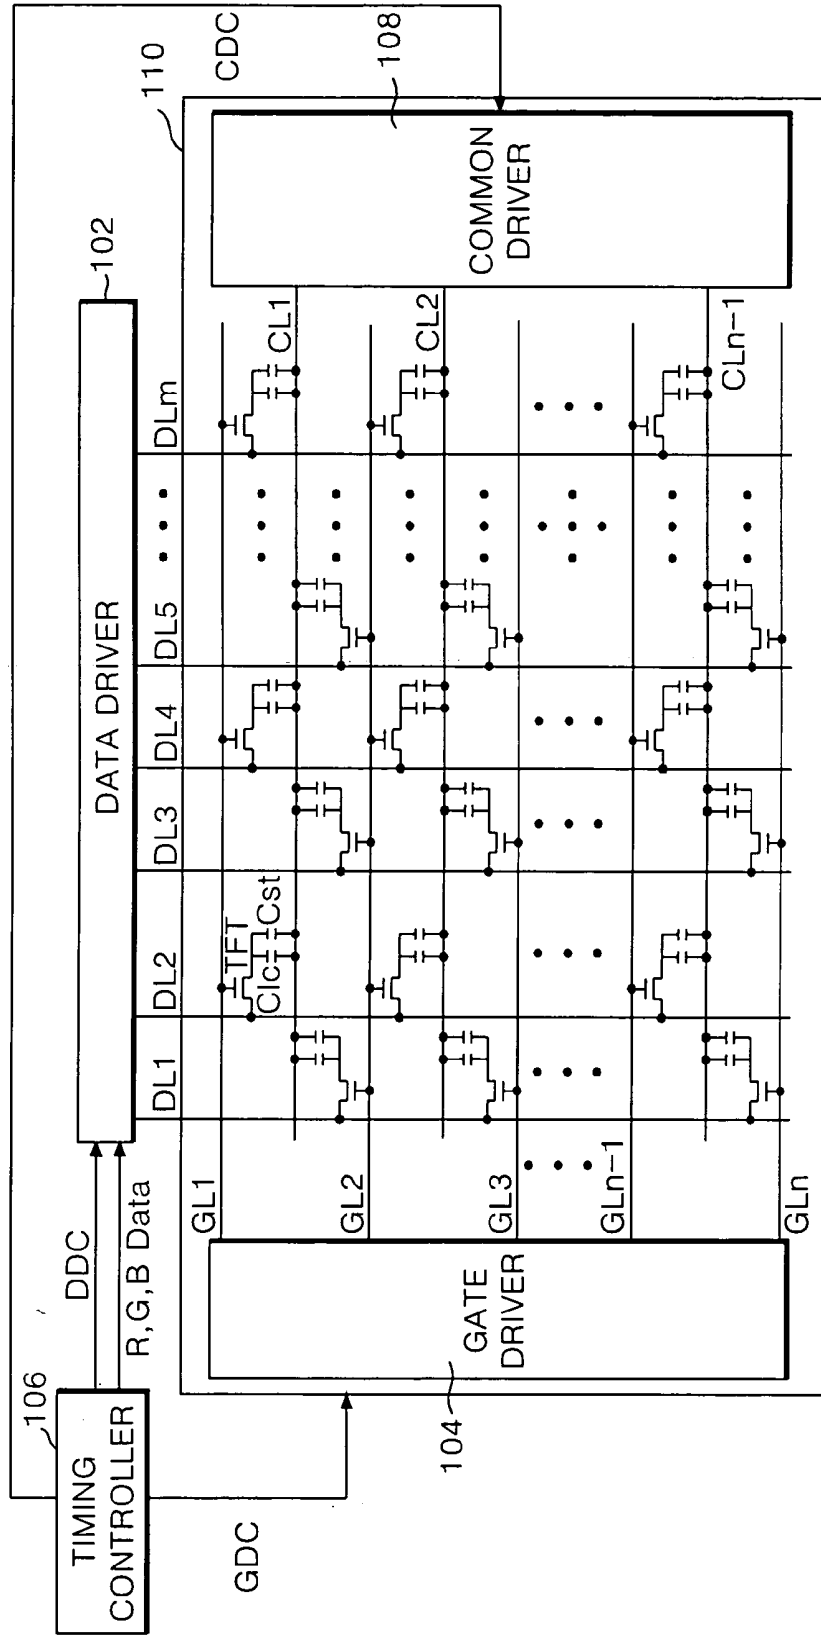 CDC
110
108
COMMON
DRIVER
102
DATA DRIVER
DL1
DL2
DL3
DL4
DL5
DLm
CL1
CL2
CLn-1
TFT
Clc
Cst
GL1
GL2
GL3
GLn-1
GLn
DDC
R,G,B Data
GATE
DRIVER
104
106
TIMING
CONTROLLER
GDC